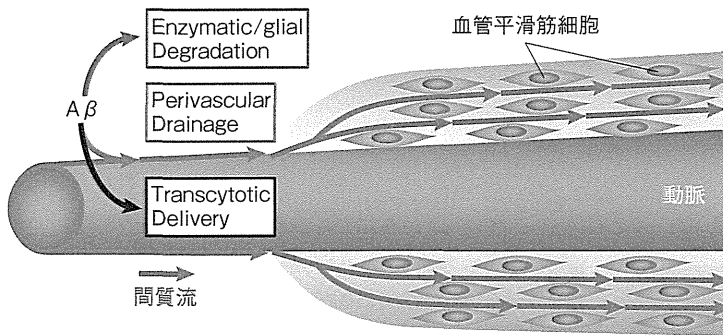 Enzymatic/glial
Degradation
血管平滑筋細胞
Aβ
Perivascular
Drainage
Transcytotic
Delivery
動脈
間質流